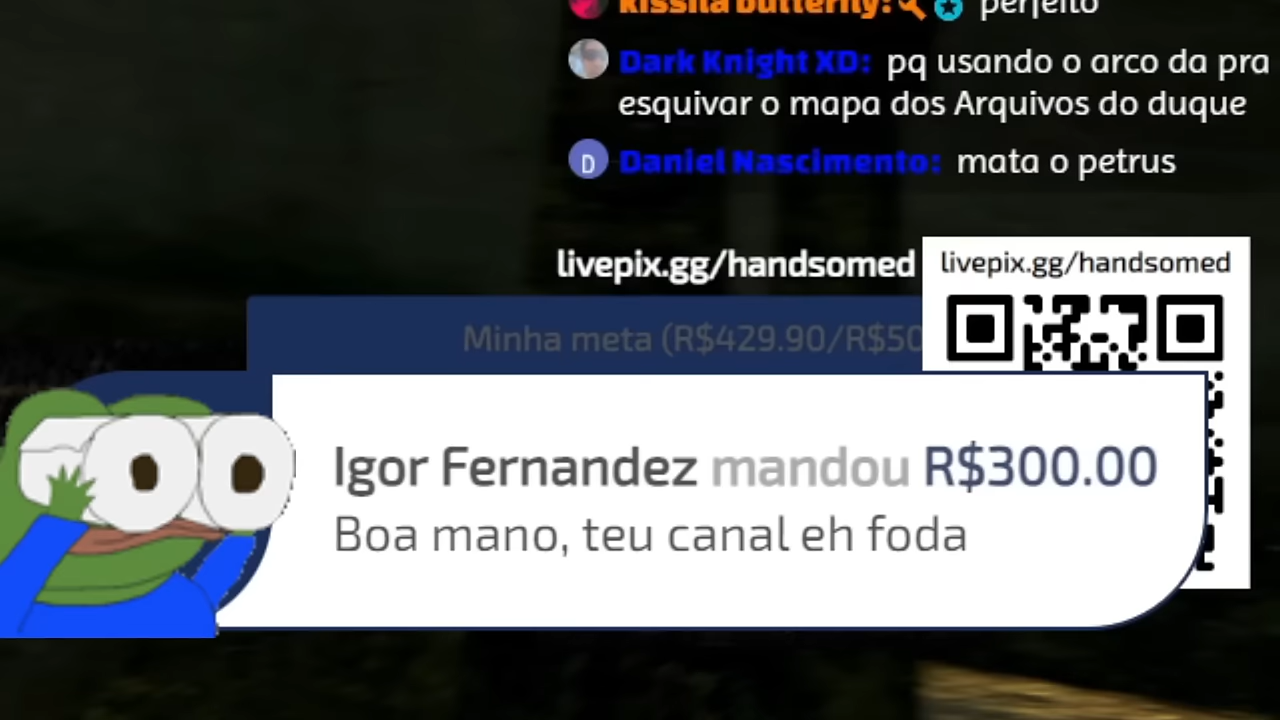 kissila butterfly: perfeito
Dark Knight XD: pq usando o arco da pra
esquivar o mapa dos Arquivos do duque
D Daniel Nascimento: mata o petrus
livepix.gg/handsomed
livepix.gg/handsomed
Minha meta (R$429.90/R$50
Igor Fernandez mandou R$300.00
Boa mano, teu canal eh foda